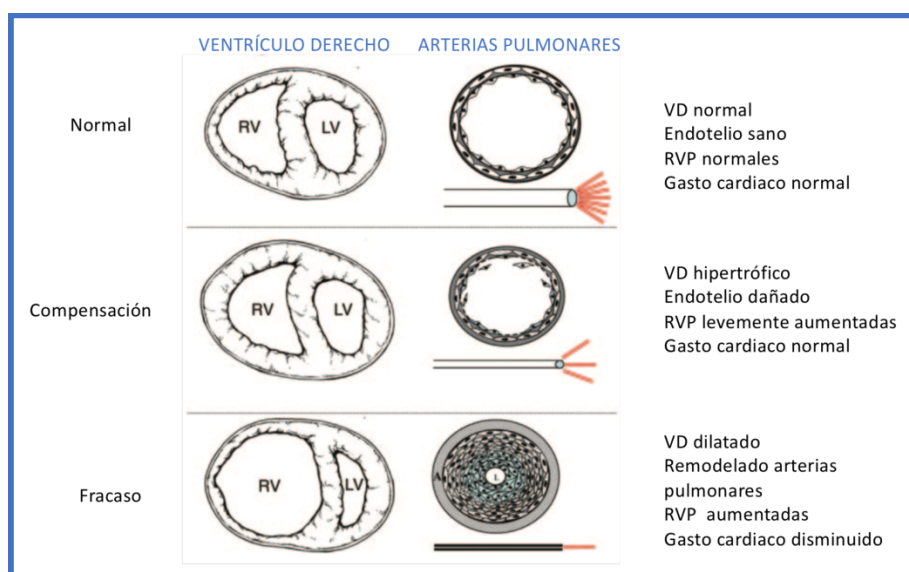 VENTRÍCULO DERECHO ARTERIAS PULMONARES
Normal
RV LV
VD normal
Endotelio sano
RVP normales
Gasto cardiaco normal
Compensación
RV LV
VD hipertrófico
Endotelio dañado
RVP levemente aumentadas
Gasto cardiaco normal
Fracaso
RV LV
A L
VD dilatado
Remodelado arterias
pulmonares
RVP aumentadas
Gasto cardiaco disminuido